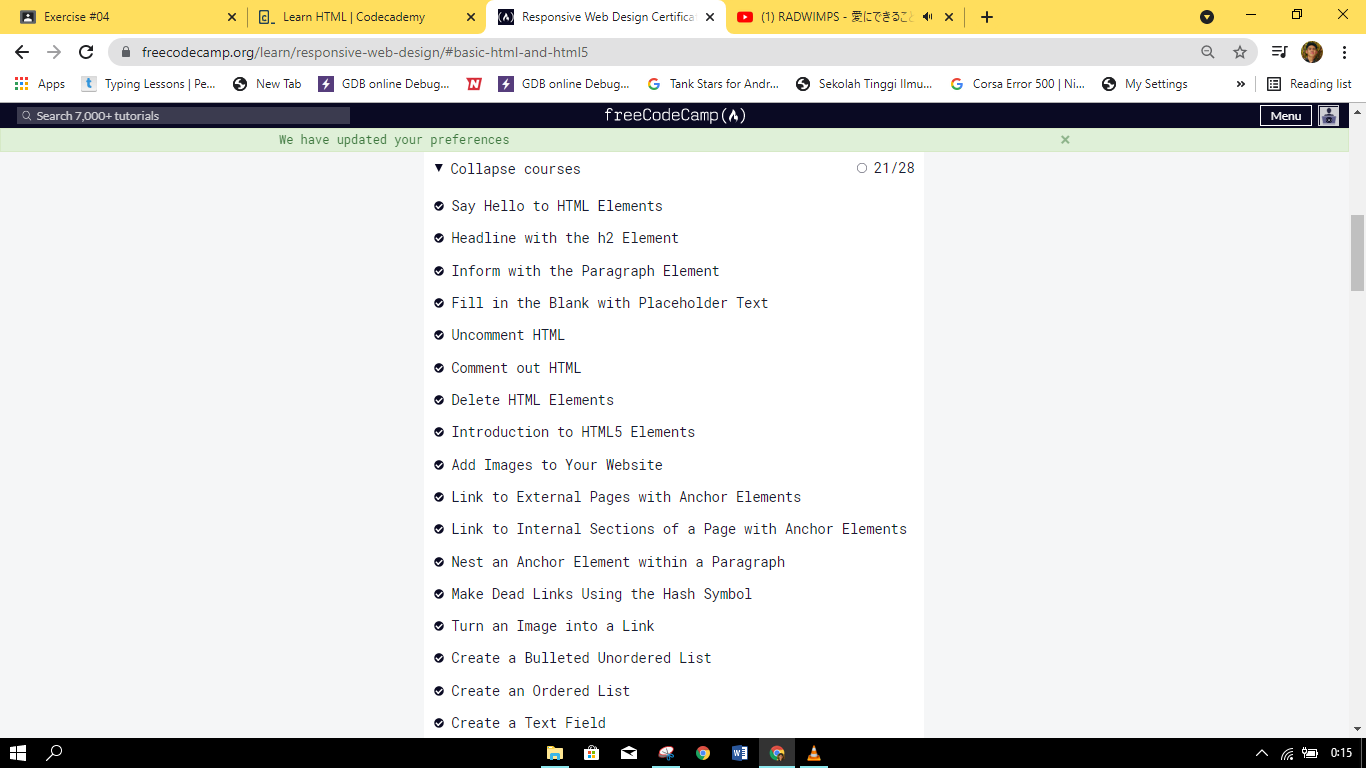 Exercise #04
Learn HTML | Codecademy
Responsive Web Design Certifica
(1) RADWIMPS - 愛にできるこ
freecodecamp.org/learn/responsive-web-design/#basic-html-and-html5
Apps
Typing Lessons | Pe...
New Tab
GDB online Debug...
GDB online Debug...
Tank Stars for Andr...
Sekolah Tinggi Ilmu...
Corsa Error 500 | Ni...
My Settings
»
Reading list
Search 7,000+ tutorials
freeCodeCamp
Menu
We have updated your preferences
Collapse courses
21/28
Say Hello to HTML Elements
Headline with the h2 Element
Inform with the Paragraph Element
Fill in the Blank with Placeholder Text
Uncomment HTML
Comment out HTML
Delete HTML Elements
Introduction to HTML5 Elements
Add Images to Your Website
Link to External Pages with Anchor Elements
Link to Internal Sections of a Page with Anchor Elements
Nest an Anchor Element within a Paragraph
Make Dead Links Using the Hash Symbol
Turn an Image into a Link
Create a Bulleted Unordered List
Create an Ordered List
Create a Text Field
0:15